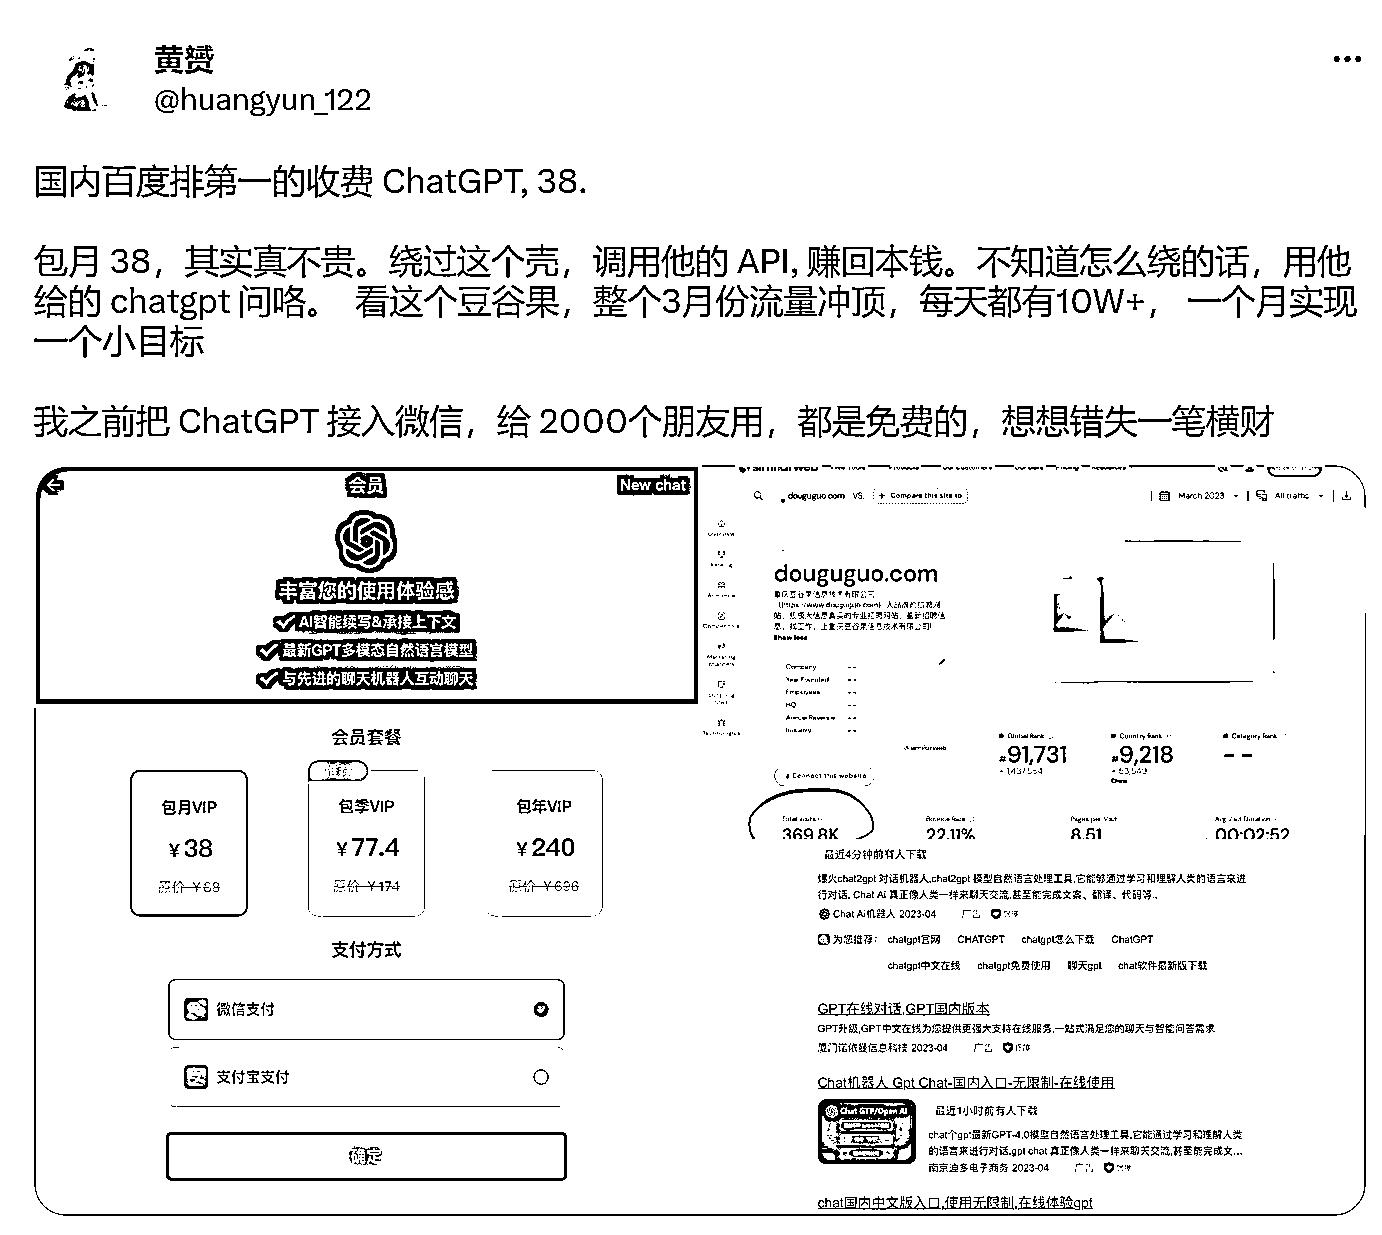 黄赟
@huangyun_122
国内百度排第一的收费 ChatGPT, 38.
包月 38，其实真不贵。绕过这个壳，调用他的 API, 赚回本钱。不知道怎么绕的话，用他
给的 chatgpt 问咯。 看这个豆谷果，整个3月份流量冲顶，每天都有10W+， 一个月实现
一个小目标
我之前把 ChatGPT 接入微信，给 2000个朋友用，都是免费的，想想错失一笔横财
会员
New chat
丰富您的使用体验感
AI智能续写&承接上下文
最新GPT多模态自然语言模型
与先进的聊天机器人互动聊天
会员套餐
推荐
包月VIP
包季VIP
包年VIP
￥38
￥77.4
￥240
原价 ￥174
原价 ￥696
支付方式
微信支付
支付宝支付
确定
douguguo.com VS. + Compare this site to
March 2023
All traffic
douguguo.com
Show less
Company --
Year Founded --
Employees --
HQ --
Annual Revenue --
Industry --
Connect this website
Global Rank
#91,731
Country Rank
#9,218
Category Rank
--
Total Visits
369.8K
Bounce Rate
22.11%
Pages per Visit
8.51
Avg Visit Duration
00:02:52
最近4分钟前有人下载
爆火chat2gpt 对话机器人,chat2gpt 模型自然语言处理工具,它能够通过学习和理解人类的语言来进
行对话, Chat Ai 真正像人类一样来聊天交流,甚至能完成文案、翻译、代码等..
Chat Ai机器人 2023-04 广告 保障
为您推荐: chatgpt官网 CHATGPT chatgpt怎么下载 ChatGPT
chatgpt中文在线 chatgpt免费使用 聊天gpt chat软件最新版下载
GPT在线对话,GPT国内版本
GPT升级,GPT中文在线为您提供更强大支持在线服务,一站式满足您的聊天与智能问答需求
厦门诺依曼信息科技 2023-04 广告 保障
Chat机器人 Gpt Chat-国内入口-无限制-在线使用
Chat GTP/Open AI
最近1小时前有人下载
chat个gpt最新GPT-4.0模型自然语言处理工具,它能通过学习和理解人类
的语言来进行对话,gpt chat 真正像人类一样来聊天交流,甚至能完成文...
南京迪多电子商务 2023-04 广告 保障
chat国内中文版入口,使用无限制,在线体验gpt